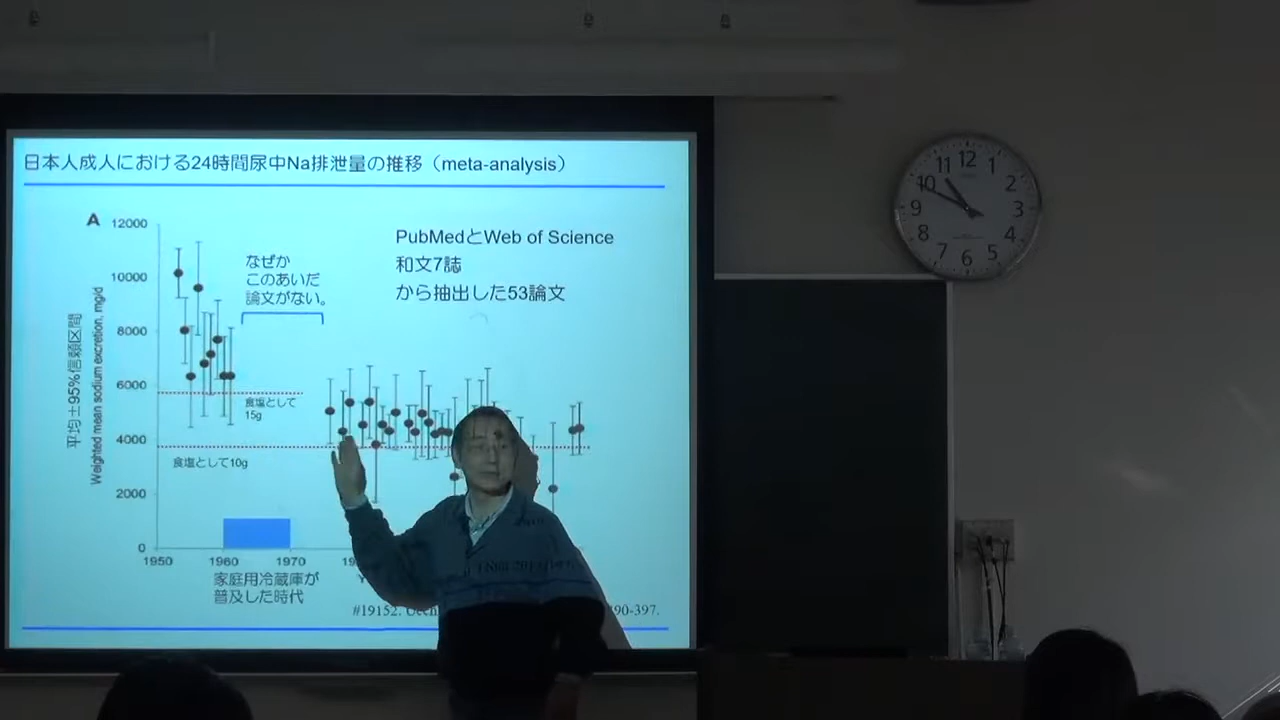 日本人成人における24時間尿中Na排泄量の推移（meta-analysis）
A
12000
10000
8000
6000
4000
2000
0
平均±95%信頼区間
Weighted mean sodium excretion, mg/d
なぜか
このあいだ
論文がない。
PubMedとWeb of Science
和文7誌
から抽出した53論文
食塩として
15g
食塩として10g
1950
1960
1970
家庭用冷蔵庫が
普及した時代
#19152.
90-397.
12
1
2
3
4
5
6
7
8
9
10
11